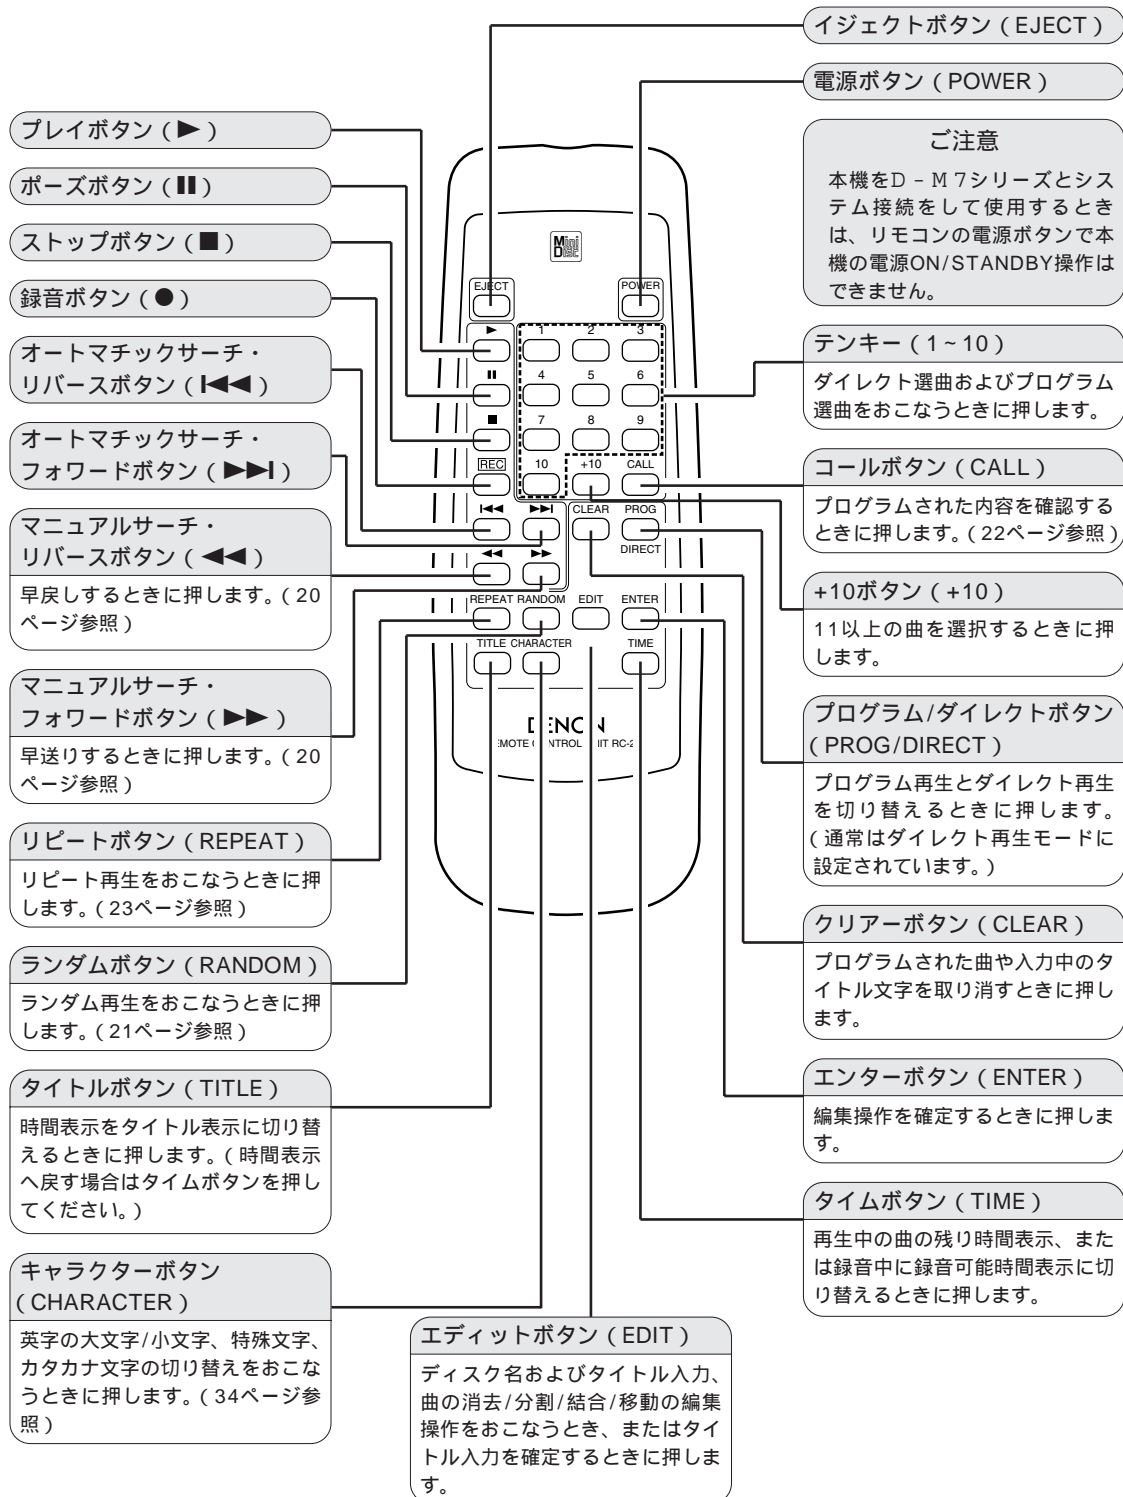 イジェクトボタン（EJECT）
電源ボタン（POWER）
ご注意
本機をD－M7シリーズとシス
テム接続をして使用するとき
は、リモコンの電源ボタンで本
機の電源ON/STANDBY操作は
できません。
プレイボタン（▶）
ポーズボタン（❚❚）
ストップボタン（■）
録音ボタン（●）
オートマチックサーチ・
リバースボタン（I◀◀）
オートマチックサーチ・
フォワードボタン（▶▶I）
マニュアルサーチ・
リバースボタン（◀◀）
早戻しするときに押します。（20
ページ参照）
マニュアルサーチ・
フォワードボタン（▶▶）
早送りするときに押します。（20
ページ参照）
リピートボタン（REPEAT）
リピート再生をおこなうときに押
します。（23ページ参照）
ランダムボタン（RANDOM）
ランダム再生をおこなうときに押
します。（21ページ参照）
タイトルボタン（TITLE）
時間表示をタイトル表示に切り替
えるときに押します。（時間表示
へ戻す場合はタイムボタンを押し
てください。）
キャラクターボタン
（CHARACTER）
英字の大文字/小文字、特殊文字、
カタカナ文字の切り替えをおこな
うときに押します。（34ページ参
照）
Mini
Disc
EJECT POWER
▶ 1 2 3
❚❚ 4 5 6
■ 7 8 9
REC 10 +10 CALL
I◀◀ ▶▶I CLEAR PROG
DIRECT
◀◀ ▶▶
REPEAT RANDOM EDIT ENTER
TITLE CHARACTER TIME
DENON
テンキー（1~10）
ダイレクト選曲およびプログラム
選曲をおこなうときに押します。
コールボタン（CALL）
プログラムされた内容を確認する
ときに押します。（22ページ参照）
+10ボタン（+10）
11以上の曲を選択するときに押
します。
プログラム/ダイレクトボタン
（PROG/DIRECT）
プログラム再生とダイレクト再生
を切り替えるときに押します。
（通常はダイレクト再生モードに
設定されています。）
クリアーボタン（CLEAR）
プログラムされた曲や入力中のタ
イトル文字を取り消すときに押し
ます。
エンターボタン（ENTER）
編集操作を確定するときに押しま
す。
タイムボタン（TIME）
再生中の曲の残り時間表示、また
は録音中に録音可能時間表示に切
り替えるときに押します。
エディットボタン（EDIT）
ディスク名およびタイトル入力、
曲の消去/分割/結合/移動の編集
操作をおこなうとき、またはタイ
トル入力を確定するときに押しま
す。